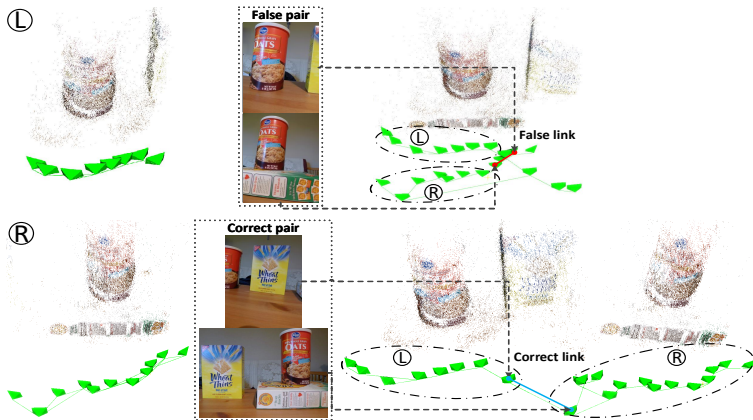 Ⓛ
False pair
OATS
OATS
Ⓛ
False link
Ⓡ
Ⓡ
Correct pair
Wheat
Thins
OATS
Wheat
Thins
Ⓛ
Correct link
Ⓡ